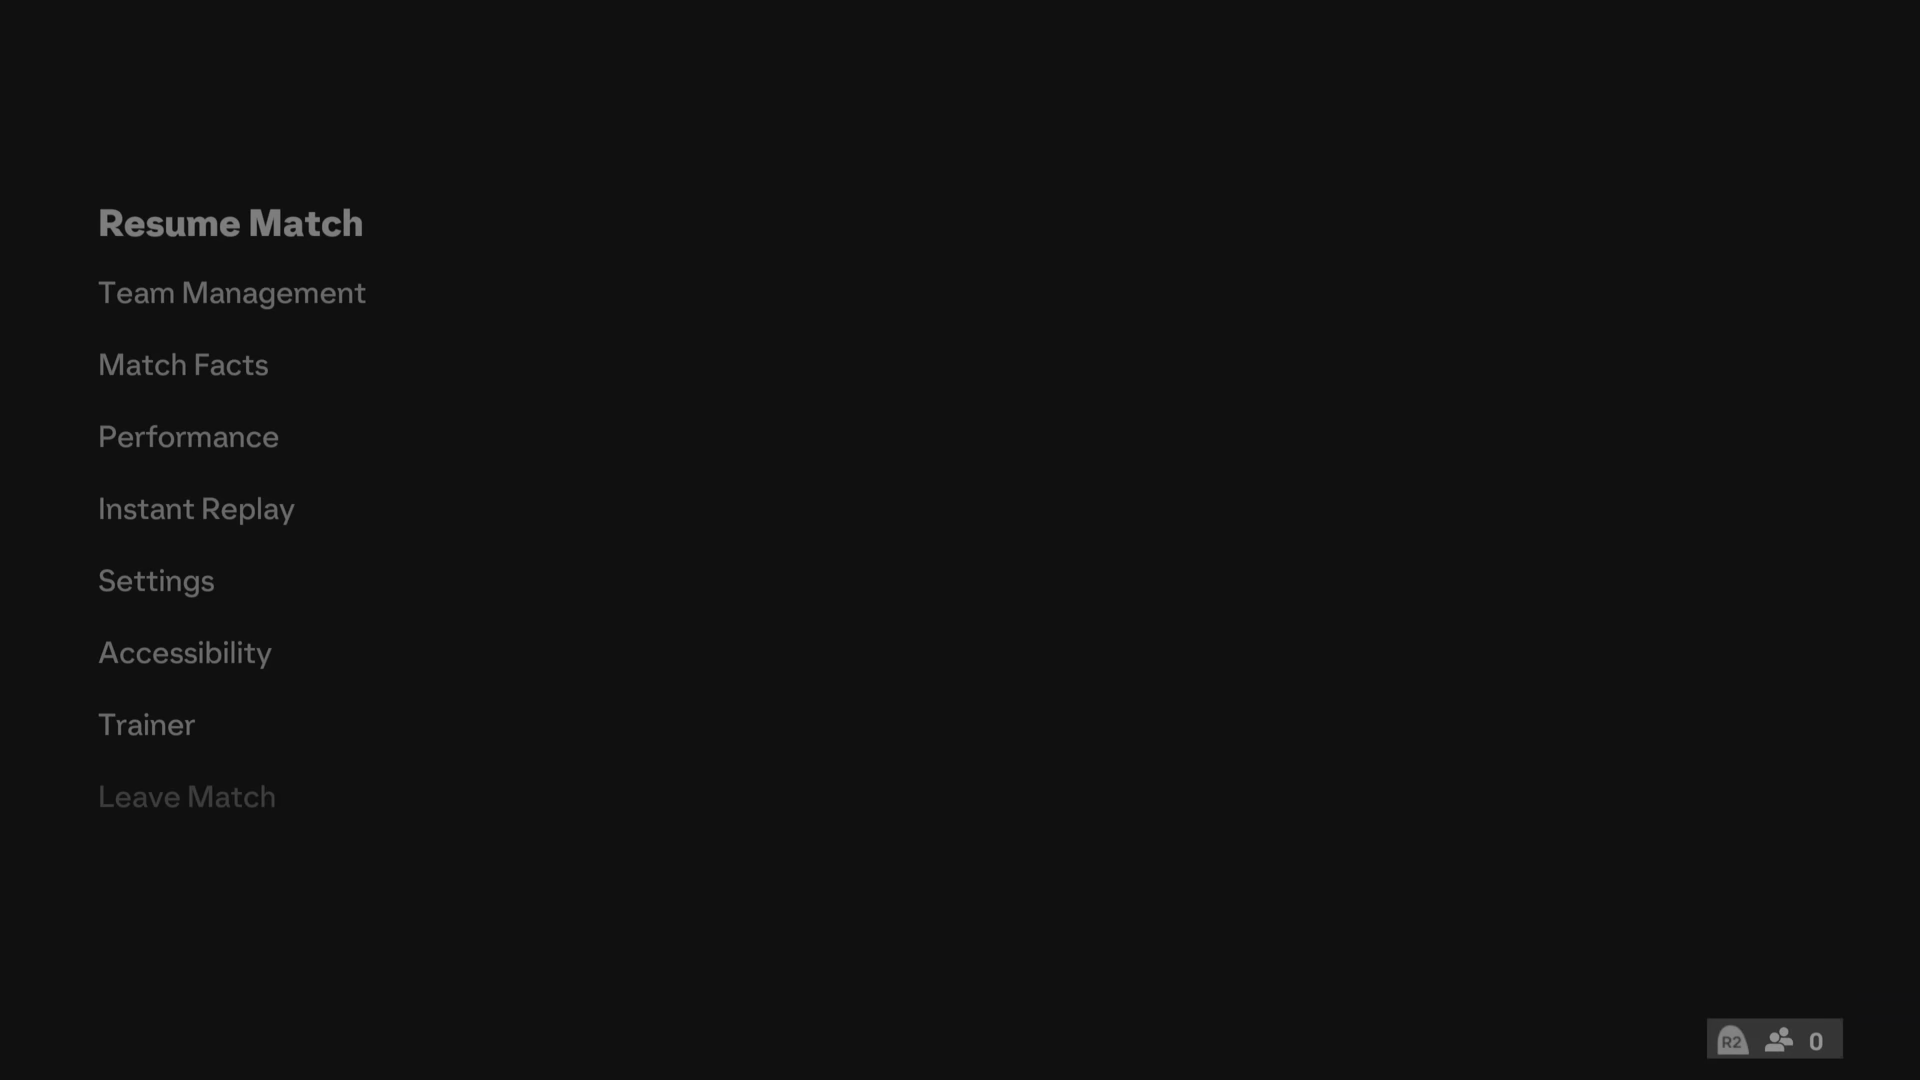 Resume Match
Team Management
Match Facts
Performance
Instant Replay
Settings
Accessibility
Trainer
Leave Match
R2 0